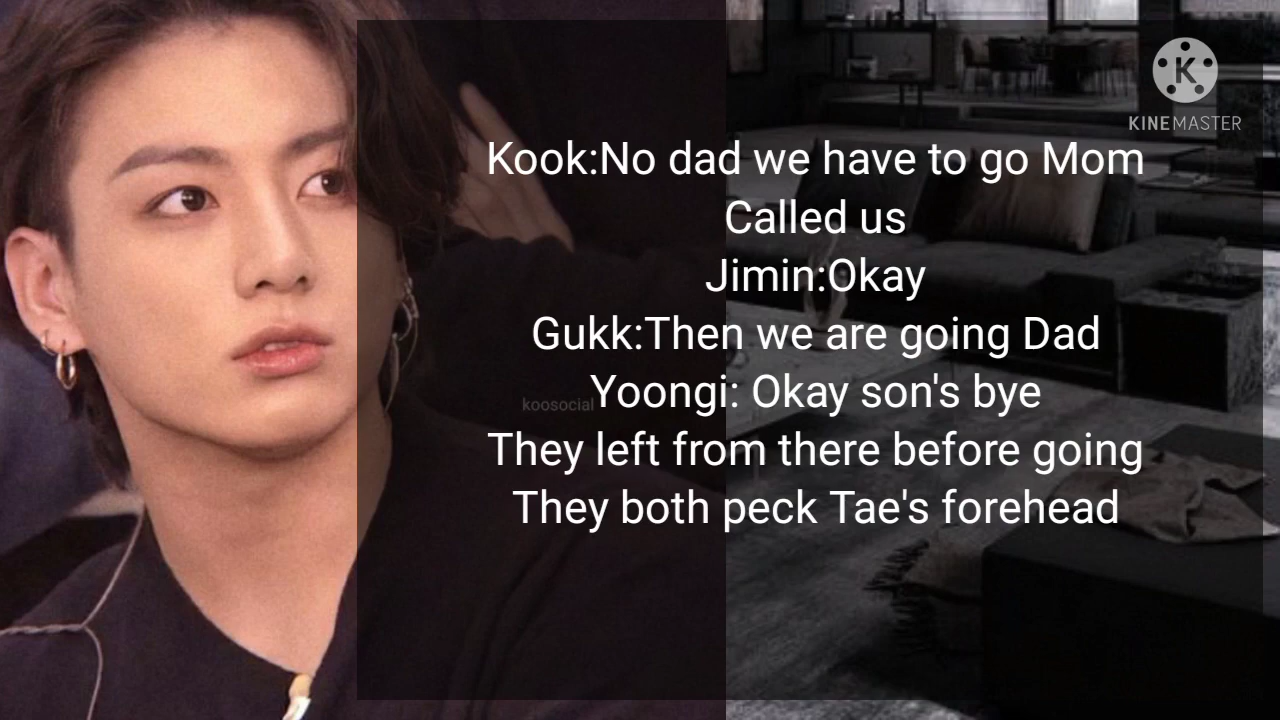 KINEMASTER
Kook:No dad we have to go Mom
Called us
Jimin:Okay
Gukk:Then we are going Dad
koosocial
Yoongi: Okay son's bye
They left from there before going
They both peck Tae's forehead